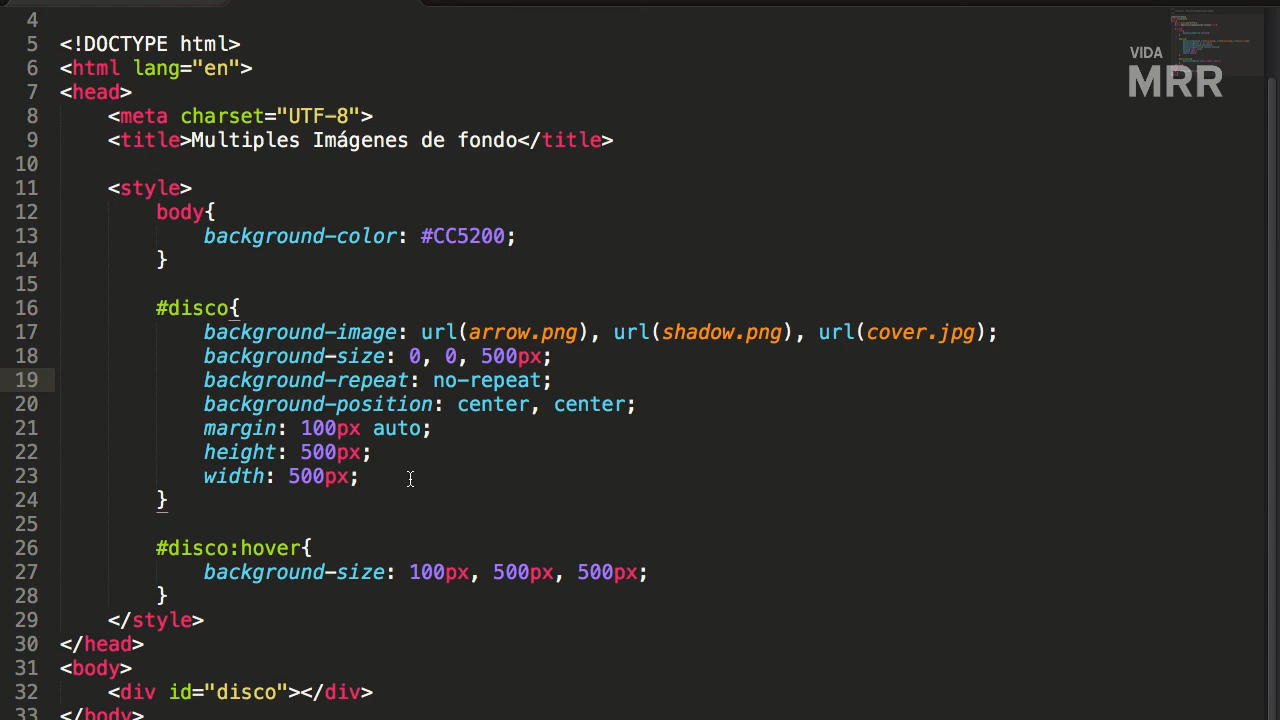 4
5 <!DOCTYPE html>
6 <html lang="en">
7 <head>
8     <meta charset="UTF-8">
9     <title>Multiples Imágenes de fondo</title>
10
11     <style>
12         body{
13             background-color: #CC5200;
14         }
15
16         #disco{
17             background-image: url(arrow.png), url(shadow.png), url(cover.jpg);
18             background-size: 0, 0, 500px;
19             background-repeat: no-repeat;
20             background-position: center, center;
21             margin: 100px auto;
22             height: 500px;
23             width: 500px;
24         }
25
26         #disco:hover{
27             background-size: 100px, 500px, 500px;
28         }
29     </style>
30 </head>
31 <body>
32     <div id="disco"></div>
33 </body>
VIDA
MRR